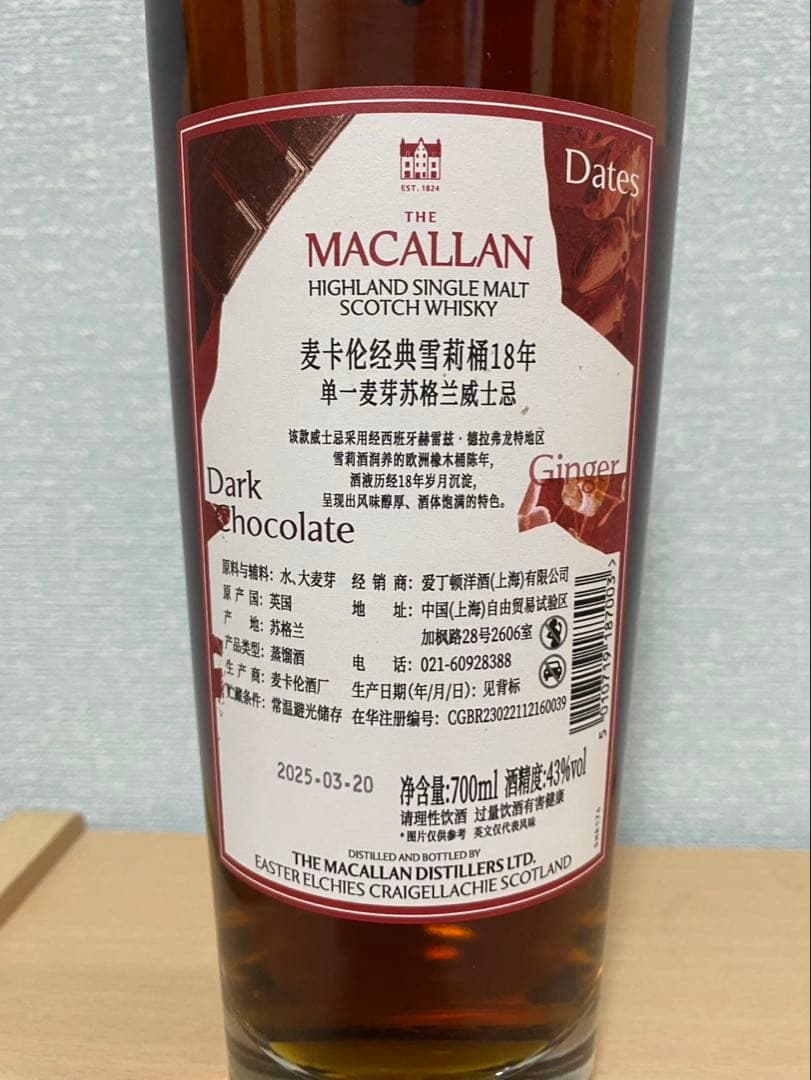 Dates
EST. 1824
THE
MACALLAN
HIGHLAND SINGLE MALT
SCOTCH WHISKY
麦卡伦经典雪莉桶18年
单一麦芽苏格兰威士忌
该款威士忌采用经西班牙赫雷兹·德拉弗龙特地区
雪莉酒润养的欧洲橡木桶陈年,
酒液历经18年岁月沉淀,
呈现出风味醇厚、酒体饱满的特色。
Ginger
Dark
Chocolate
原料与辅料: 水、大麦芽
原产国: 英国
产地: 苏格兰
产品类型: 蒸馏酒
生产商: 麦卡伦酒厂
贮藏条件: 常温避光储存
经销商: 爱丁顿洋酒(上海)有限公司
地址: 中国(上海)自由贸易试验区
加枫路28号2606室
电话: 021-60928388
生产日期(年/月/日): 见背标
在华注册编号: CGBR23022112160039
5 010719 187003 >
2025-03-20
净含量:700ml 酒精度:43%vol
请理性饮酒 过量饮酒有害健康
*图片仅供参考 英文仅代表风味
DISTILLED AND BOTTLED BY
THE MACALLAN DISTILLERS LTD,
EASTER ELCHIES CRAIGELLACHIE SCOTLAND